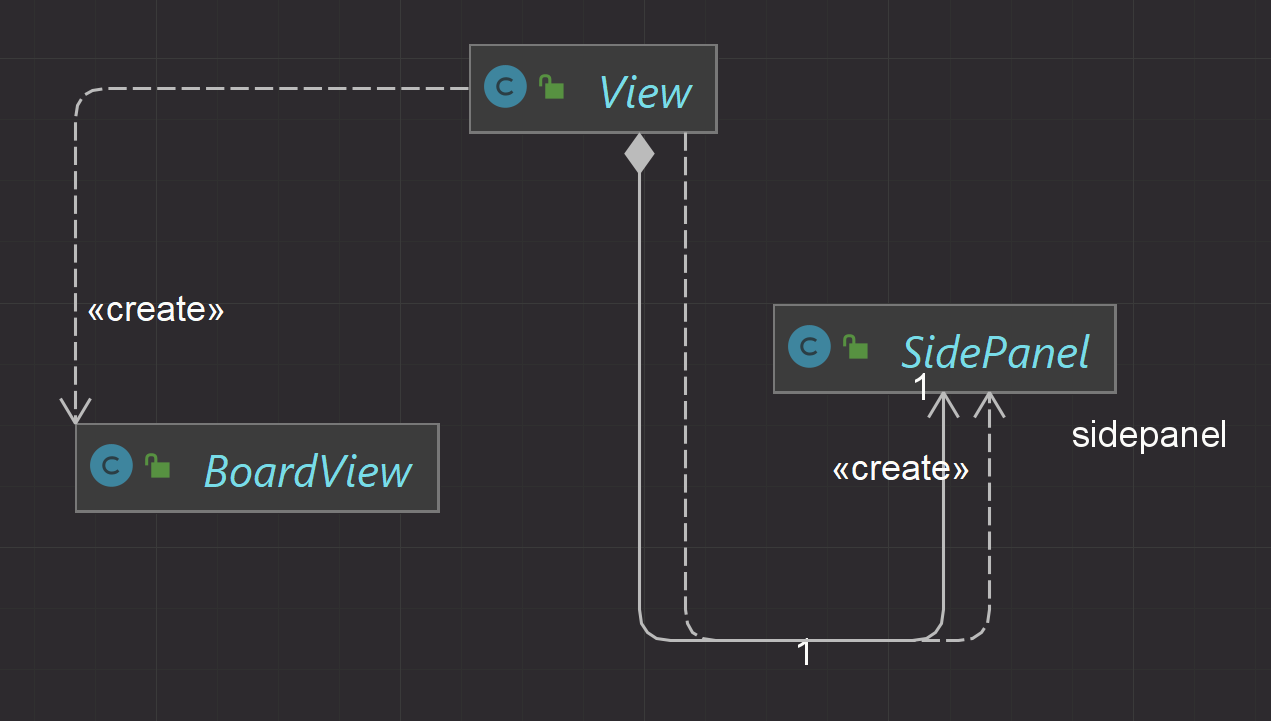 C View
«create»
C SidePanel
1
sidepanel
C BoardView
«create»
1